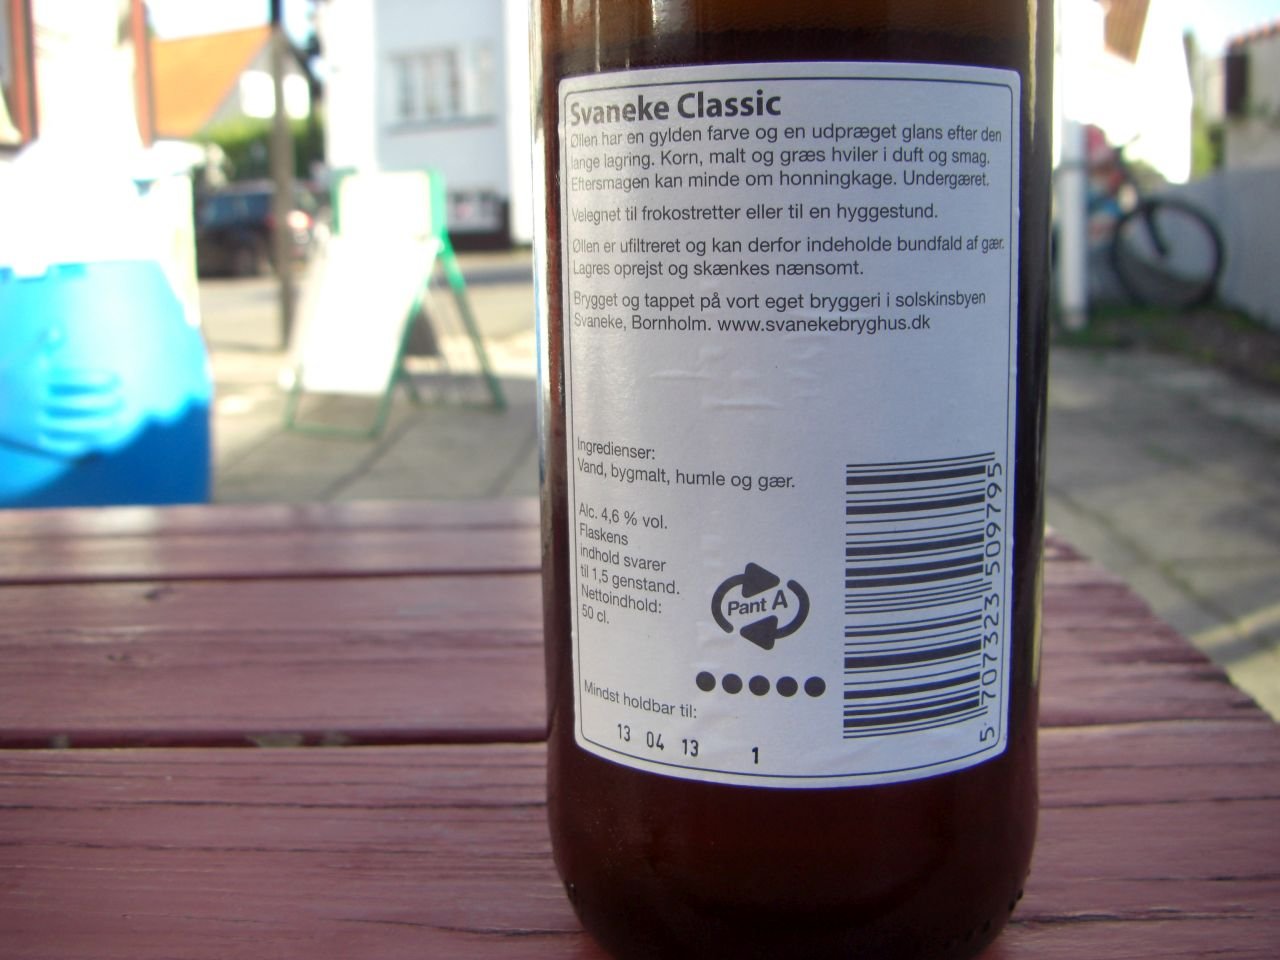 Svaneke Classic
Øllen har en gylden farve og en udpræget glans efter den
lange lagring. Korn, malt og græs hviler i duft og smag.
Eftersmagen kan minde om honningkage. Undergæret.
Velegnet til frokostretter eller til en hyggestund.
Øllen er ufiltreret og kan derfor indeholde bundfald af gær.
Lagres oprejst og skænkes nænsomt.
Brygget og tappet på vort eget bryggeri i solskinsbyen
Svaneke, Bornholm. www.svanekebryghus.dk
Ingredienser:
Vand, bygmalt, humle og gær.
Alc. 4,6 % vol.
Flaskens
indhold svarer
til 1,5 genstand.
Nettoindhold:
50 cl.
Pant A
Mindst holdbar til:
13 04 13 1
5 707323 509795